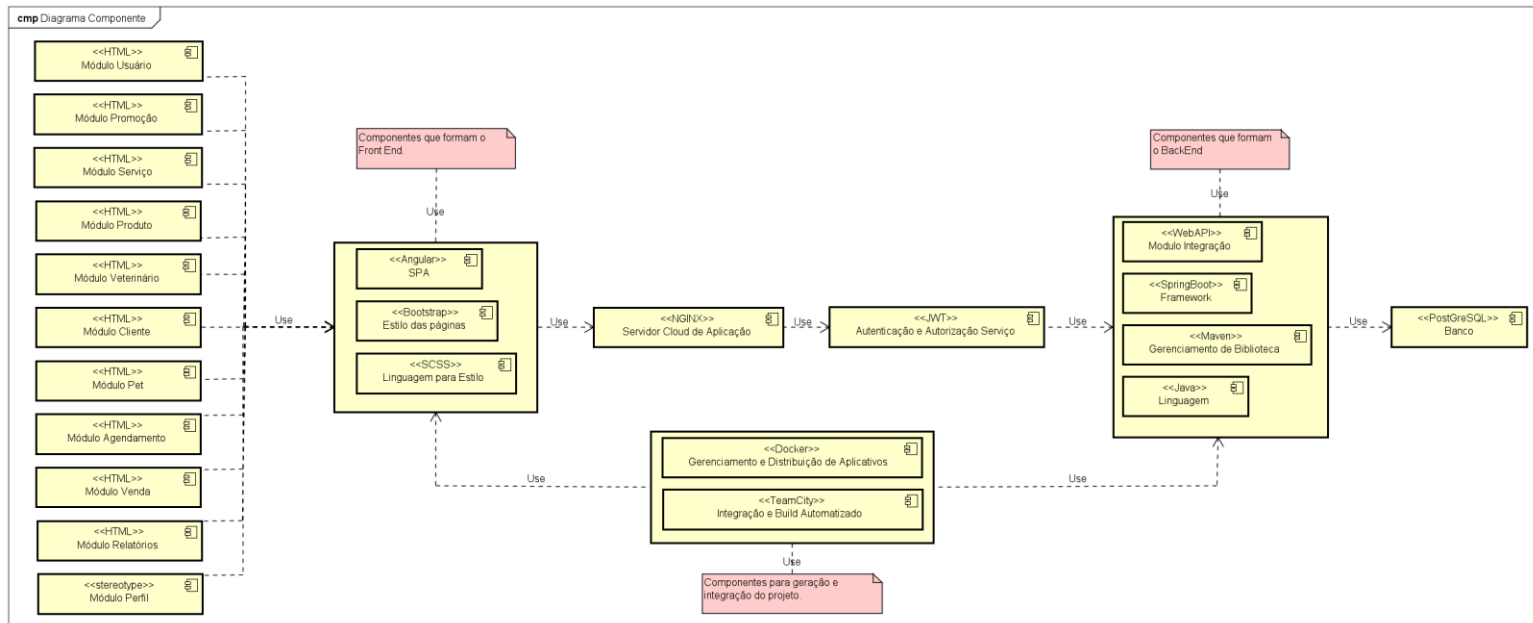 cmp Diagrama Componente
<<HTML>>
Módulo Usuário
<<HTML>>
Módulo Promoção
<<HTML>>
Módulo Serviço
<<HTML>>
Módulo Produto
<<HTML>>
Módulo Veterinário
<<HTML>>
Módulo Cliente
<<HTML>>
Módulo Pet
<<HTML>>
Módulo Agendamento
<<HTML>>
Módulo Venda
<<HTML>>
Módulo Relatórios
<<stereotype>>
Módulo Perfil
Use
Componentes que formam o
Front End.
Use
<<Angular>>
SPA
<<Bootstrap>>
Estilo das páginas
<<SCSS>>
Linguagem para Estilo
Use
<<NGINX>>
Servidor Cloud de Aplicação
Use
<<JWT>>
Autenticação e Autorização Serviço
Use
Componentes que formam
o BackEnd
Use
<<WebAPI>>
Modulo Integração
<<SpringBoot>>
Framework
<<Maven>>
Gerenciamento de Biblioteca
<<Java>>
Linguagem
Use
<<PostGreSQL>>
Banco
Use
<<Docker>>
Gerenciamento e Distribuição de Aplicativos
<<TeamCity>>
Integração e Build Automatizado
Use
Use
Componentes para geração e
integração do projeto.